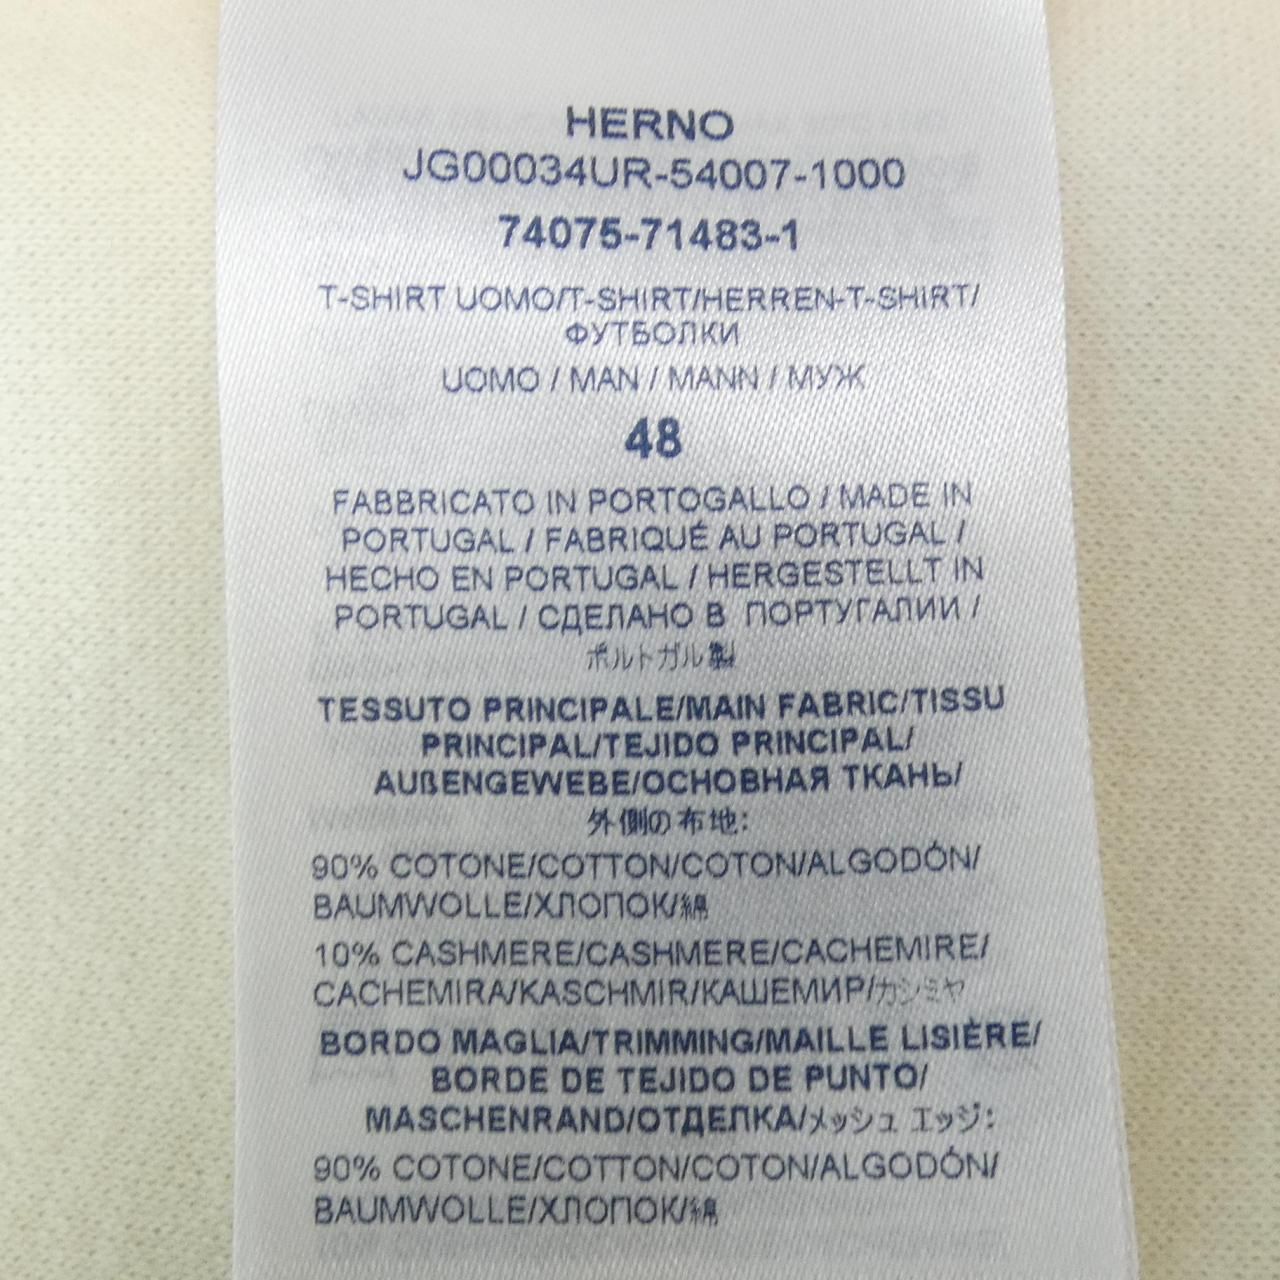 HERNO
JG00034UR-54007-1000
74075-71483-1
T-SHIRT UOMO/T-SHIRT/HERREN-T-SHIRT/
ФУТБОЛКИ
UOMO / MAN / MANN / МУЖ
48
FABBRICATO IN PORTOGALLO / MADE IN
PORTUGAL / FABRIQUÉ AU PORTUGAL /
HECHO EN PORTUGAL / HERGESTELLT IN
PORTUGAL / СДЕЛАНО В ПОРТУГАЛИИ /
ポルトガル製
TESSUTO PRINCIPALE/MAIN FABRIC/TISSU
PRINCIPAL/TEJIDO PRINCIPAL/
AUßENGEWEBE/ОСНОВНАЯ ТКАНЬ/
外側の布地:
90% COTONE/COTTON/COTON/ALGODÓN/
BAUMWOLLE/ХЛОПОК/綿
10% CASHMERE/CASHMERE/CACHEMIRE/
CACHEMIRA/KASCHMIR/КАШЕМИР/カシミヤ
BORDO MAGLIA/TRIMMING/MAILLE LISIÈRE/
BORDE DE TEJIDO DE PUNTO/
MASCHENRAND/ОТДЕЛКА/メッシュ エッジ:
90% COTONE/COTTON/COTON/ALGODÓN/
BAUMWOLLE/ХЛОПОК/綿